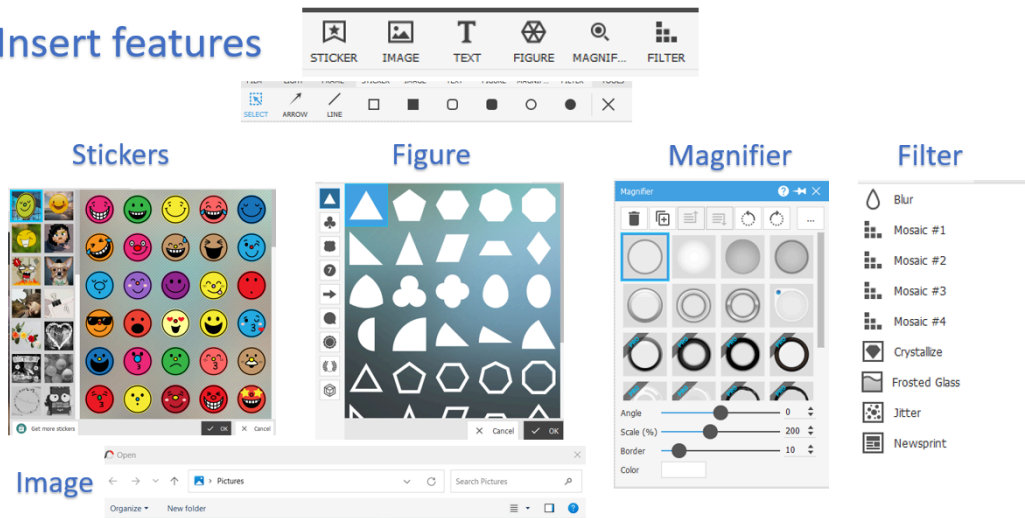 Insert features
STICKER IMAGE TEXT FIGURE MAGNIF... FILTER
SELECT ARROW LINE
Stickers
Figure
Magnifier
Filter
Magnifier
Blur
Mosaic #1
Mosaic #2
Mosaic #3
Mosaic #4
Crystallize
Frosted Glass
Jitter
Newsprint
7
Angle 0
Scale (%) 200
Border 10
Color
Get more stickers
OK Cancel
Cancel OK
Image
Open
Pictures
Search Pictures
Organize
New folder